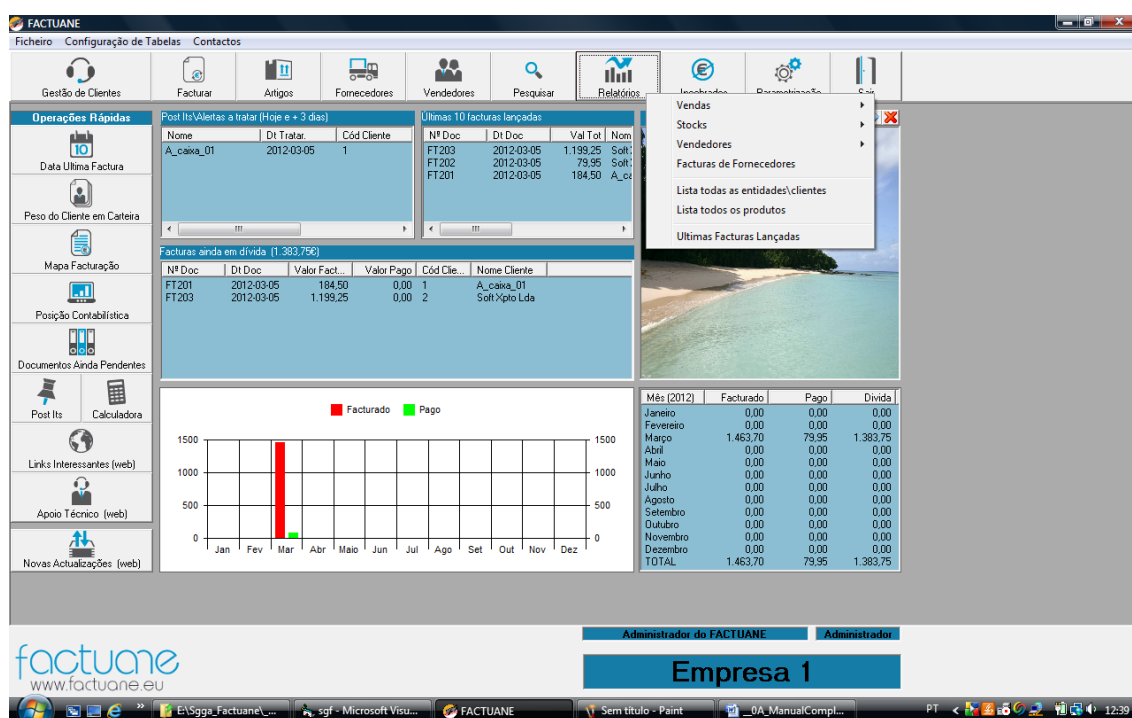 FACTUANE
Ficheiro Configuração de Tabelas Contactos
Gestão de Clientes Facturar Artigos Fornecedores Vendedores Pesquisar Relatórios Sair
Vendas
Stocks
Vendedores
Facturas de Fornecedores
Lista todas as entidades\clientes
Lista todos os produtos
Ultimas Facturas Lançadas
Operações Rápidas
10
Data Ultima Factura
Peso do Cliente em Carteira
Mapa Facturação
Posição Contabilística
Documentos Ainda Pendentes
Post Its Calculadora
Links Interessantes (web)
Apoio Técnico (web)
Novas Actualizações (web)
Post Its\Alertas a tratar (Hoje e + 3 dias)
Nome Dt Tratar. Cód Cliente
A_caixa_01 2012-03-05 1
Últimas 10 facturas lançadas
Nº Doc Dt Doc Val Tot Nom
FT203 2012-03-05 1.199,25 Soft
FT202 2012-03-05 79,95 Soft
FT201 2012-03-05 184,50 A_ca
Facturas ainda em dívida (1.383,75€)
Nº Doc Dt Doc Valor Fact... Valor Pago Cód Clie... Nome Cliente
FT201 2012-03-05 184,50 0,00 1 A_caixa_01
FT203 2012-03-05 1.199,25 0,00 2 Soft Xpto Lda
Facturado Pago
1500 1500
1000 1000
500 500
0 0
Jan Fev Mar Abr Maio Jun Jul Ago Set Out Nov Dez
Mês (2012) Facturado Pago Divida
Janeiro 0,00 0,00 0,00
Fevereiro 0,00 0,00 0,00
Março 1.463,70 79,95 1.383,75
Abril 0,00 0,00 0,00
Maio 0,00 0,00 0,00
Junho 0,00 0,00 0,00
Julho 0,00 0,00 0,00
Agosto 0,00 0,00 0,00
Setembro 0,00 0,00 0,00
Outubro 0,00 0,00 0,00
Novembro 0,00 0,00 0,00
Dezembro 0,00 0,00 0,00
TOTAL 1.463,70 79,95 1.383,75
Administrador do FACTUANE Administrador
Empresa 1
factuane
www.factuane.eu
E:\Sgga_Factuane\_... sgf - Microsoft Visu... FACTUANE Sem título - Paint _0A_ManualCompl... PT 12:39